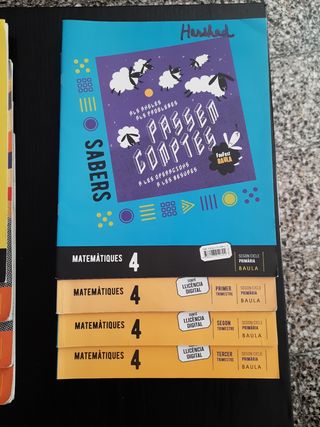 Harshad
ALS ANGLES
ALS PROBLEMES
PASSEM
COMPTES
A LES OPERACIONS
A LES MESURES
BAULA
SABERS
MATEMÀTIQUES 4
SEGON CICLE
PRIMÀRIA
BAULA
MATEMÀTIQUES 4
LLICÈNCIA
DIGITAL
PRIMER
TRIMESTRE
SEGON CICLE
PRIMÀRIA
BAULA
MATEMÀTIQUES 4
LLICÈNCIA
DIGITAL
SEGON
TRIMESTRE
SEGON CICLE
PRIMÀRIA
BAULA
MATEMÀTIQUES 4
LLICÈNCIA
DIGITAL
TERCER
TRIMESTRE
SEGON CICLE
PRIMÀRIA
BAULA